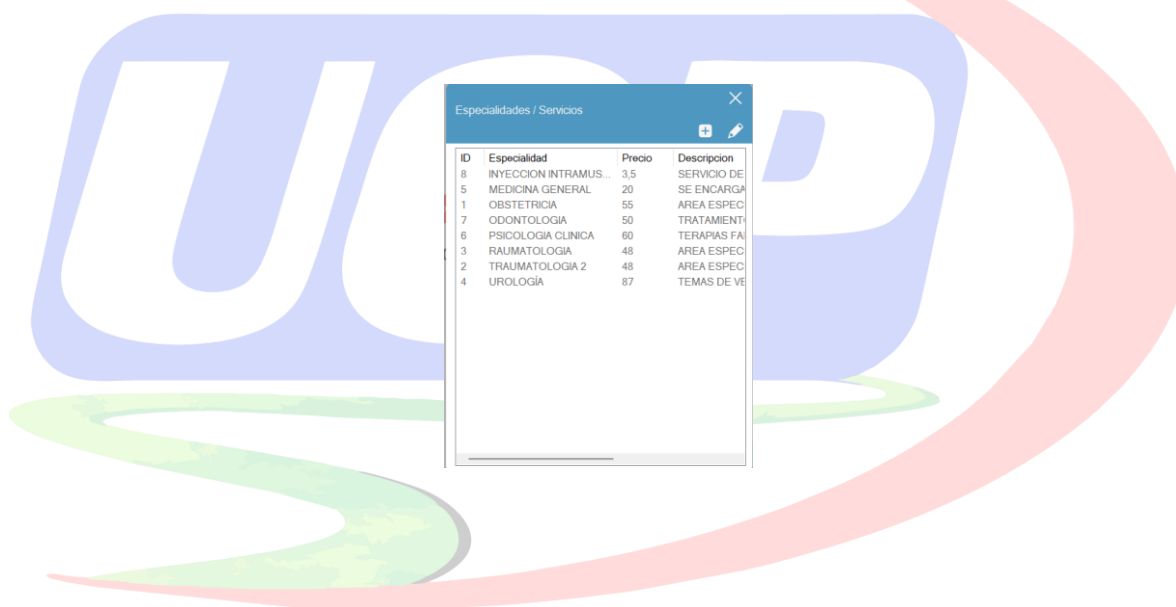 UCP
Especialidades / Servicios
ID Especialidad Precio Descripcion
8 INYECCION INTRAMUS... 3,5 SERVICIO DE
5 MEDICINA GENERAL 20 SE ENCARGA
1 OBSTETRICIA 55 AREA ESPEC
7 ODONTOLOGIA 50 TRATAMIENT
6 PSICOLOGIA CLINICA 60 TERAPIAS FA
3 RAUMATOLOGIA 48 AREA ESPEC
2 TRAUMATOLOGIA 2 48 AREA ESPEC
4 UROLOGÍA 87 TEMAS DE VE